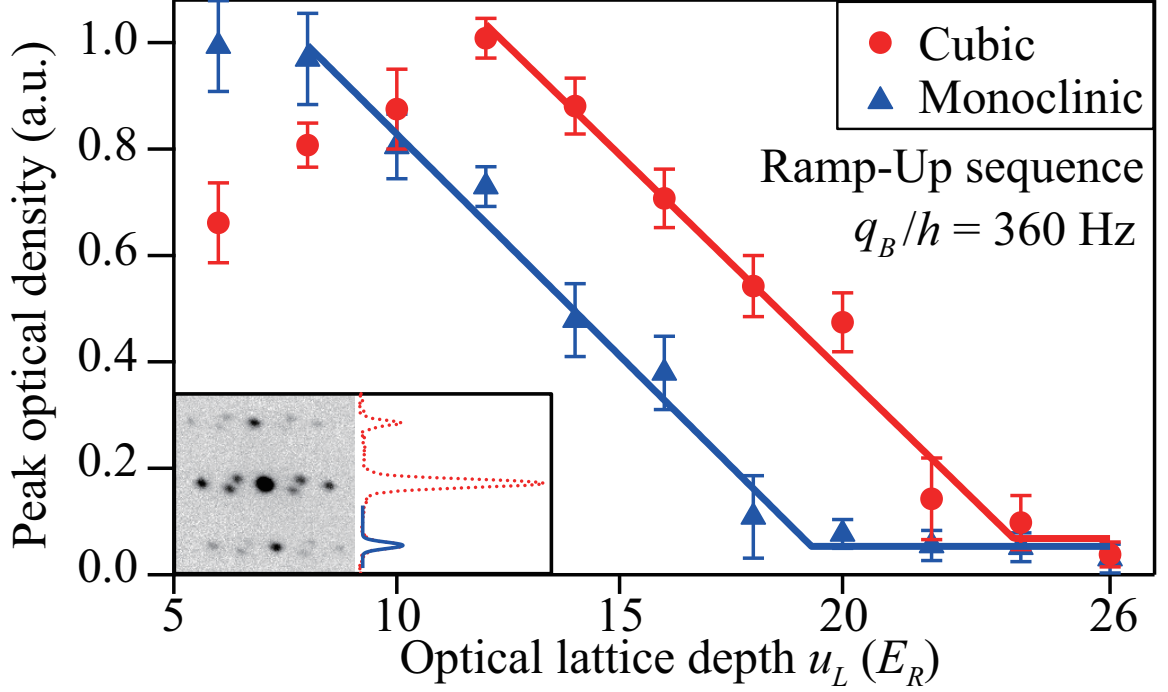 Peak optical density (a.u.)
1.0
0.8
0.6
0.4
0.2
0.0
Cubic
Monoclinic
Ramp-Up sequence
q_B/h = 360 Hz
5
10
15
20
26
Optical lattice depth u_L (E_R)